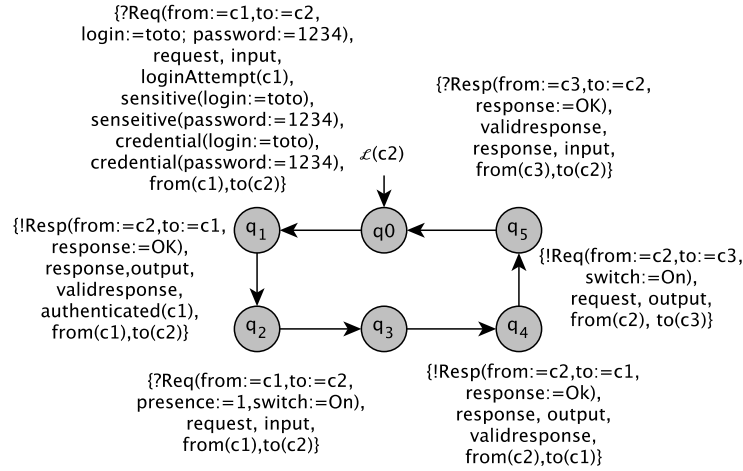 {?Req(from:=c1,to:=c2,
login:=toto; password:=1234),
request, input,
loginAttempt(c1),
sensitive(login:=toto),
senseitive(password:=1234),
credential(login:=toto),
credential(password:=1234),
from(c1),to(c2)}
{?Resp(from:=c3,to:=c2,
response:=OK),
validresponse,
response, input,
from(c3),to(c2)}
ℒ(c2)
q1
q0
q5
{!Resp(from:=c2,to:=c1,
response:=OK),
response,output,
validresponse,
authenticated(c1),
from(c1),to(c2)}
{!Req(from:=c2,to:=c3,
switch:=On),
request, output,
from(c2), to(c3)}
q2
q3
q4
{?Req(from:=c1,to:=c2,
presence:=1,switch:=On),
request, input,
from(c1),to(c2)}
{!Resp(from:=c2,to:=c1,
response:=Ok),
response, output,
validresponse,
from(c2),to(c1)}